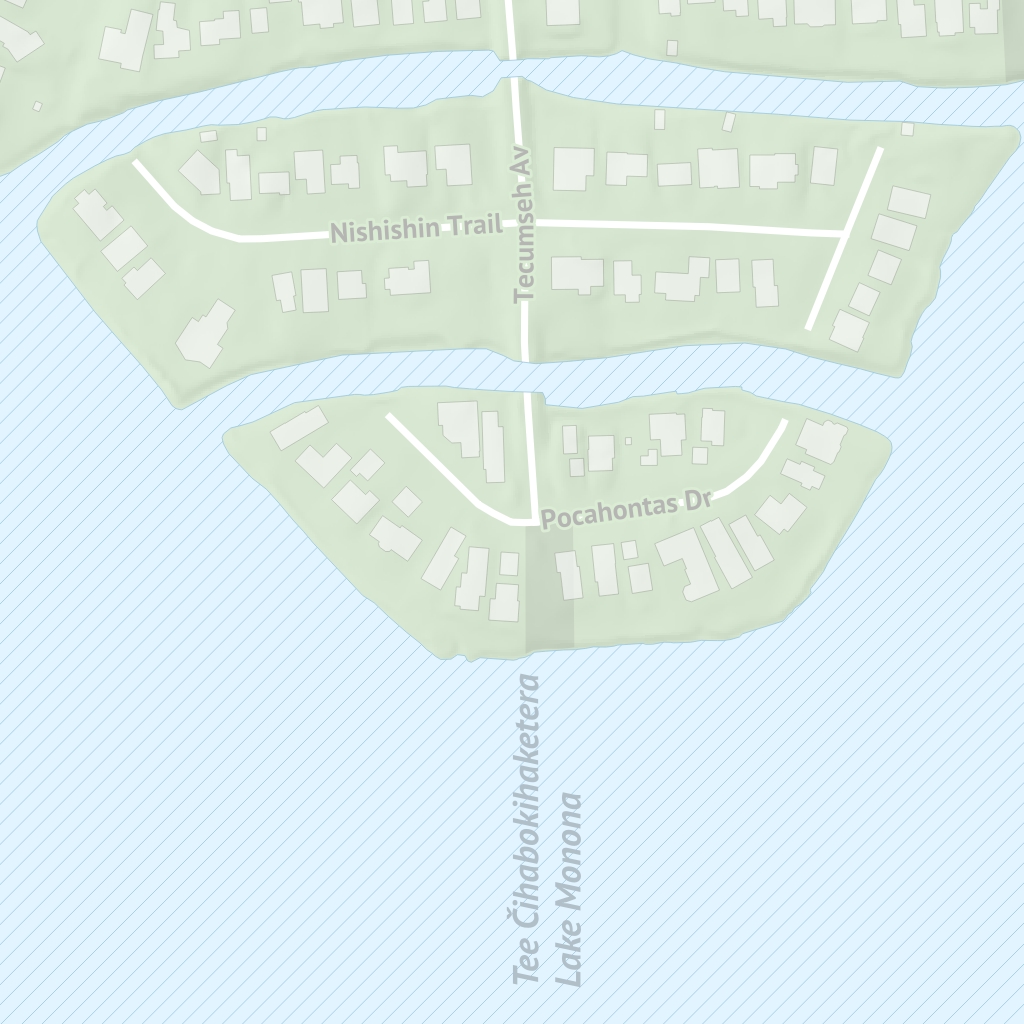 Tecumseh Av
Nishishin Trail
Pocahontas Dr
Tee Čihabokihaketera
Lake Monona